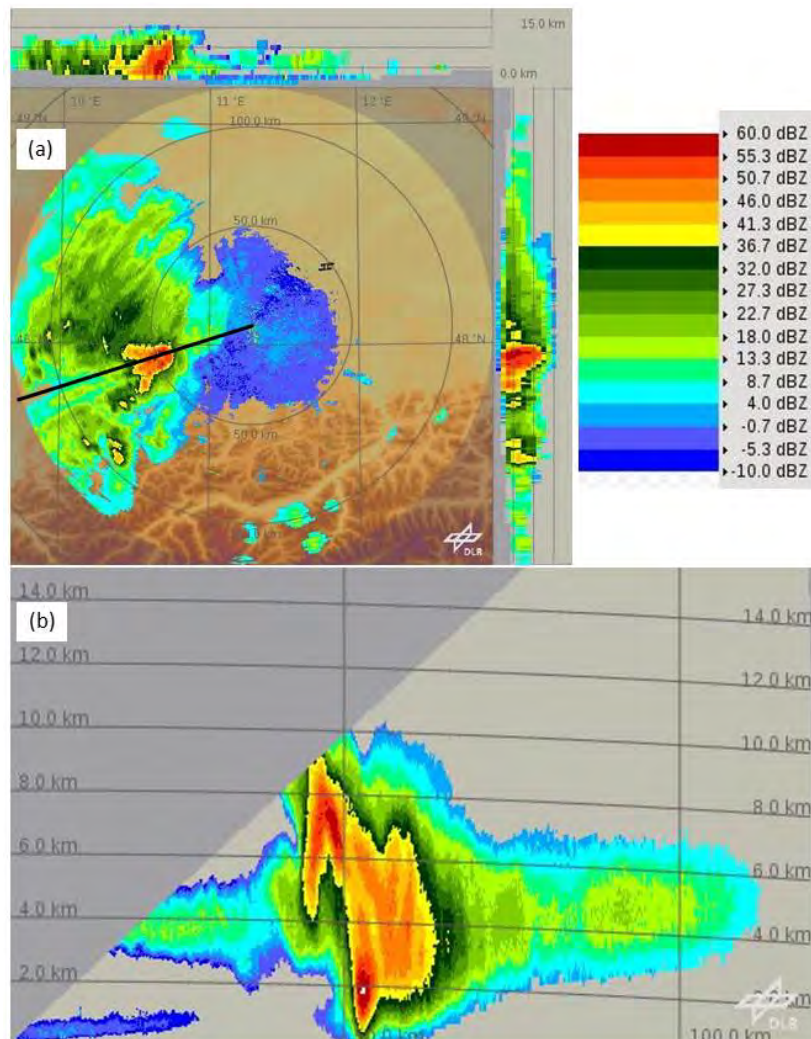 15.0 km
0.0 km
(a)
10 °E
11 °E
12 °E
49 °N
100.0 km
49 °N
50.0 km
48 °N
48 °N
50.0 km
DLR
60.0 dBZ
55.3 dBZ
50.7 dBZ
46.0 dBZ
41.3 dBZ
36.7 dBZ
32.0 dBZ
27.3 dBZ
22.7 dBZ
18.0 dBZ
13.3 dBZ
8.7 dBZ
4.0 dBZ
-0.7 dBZ
-5.3 dBZ
-10.0 dBZ
(b)
14.0 km
14.0 km
12.0 km
12.0 km
10.0 km
10.0 km
8.0 km
8.0 km
6.0 km
6.0 km
4.0 km
4.0 km
2.0 km
100.0 km
DLR